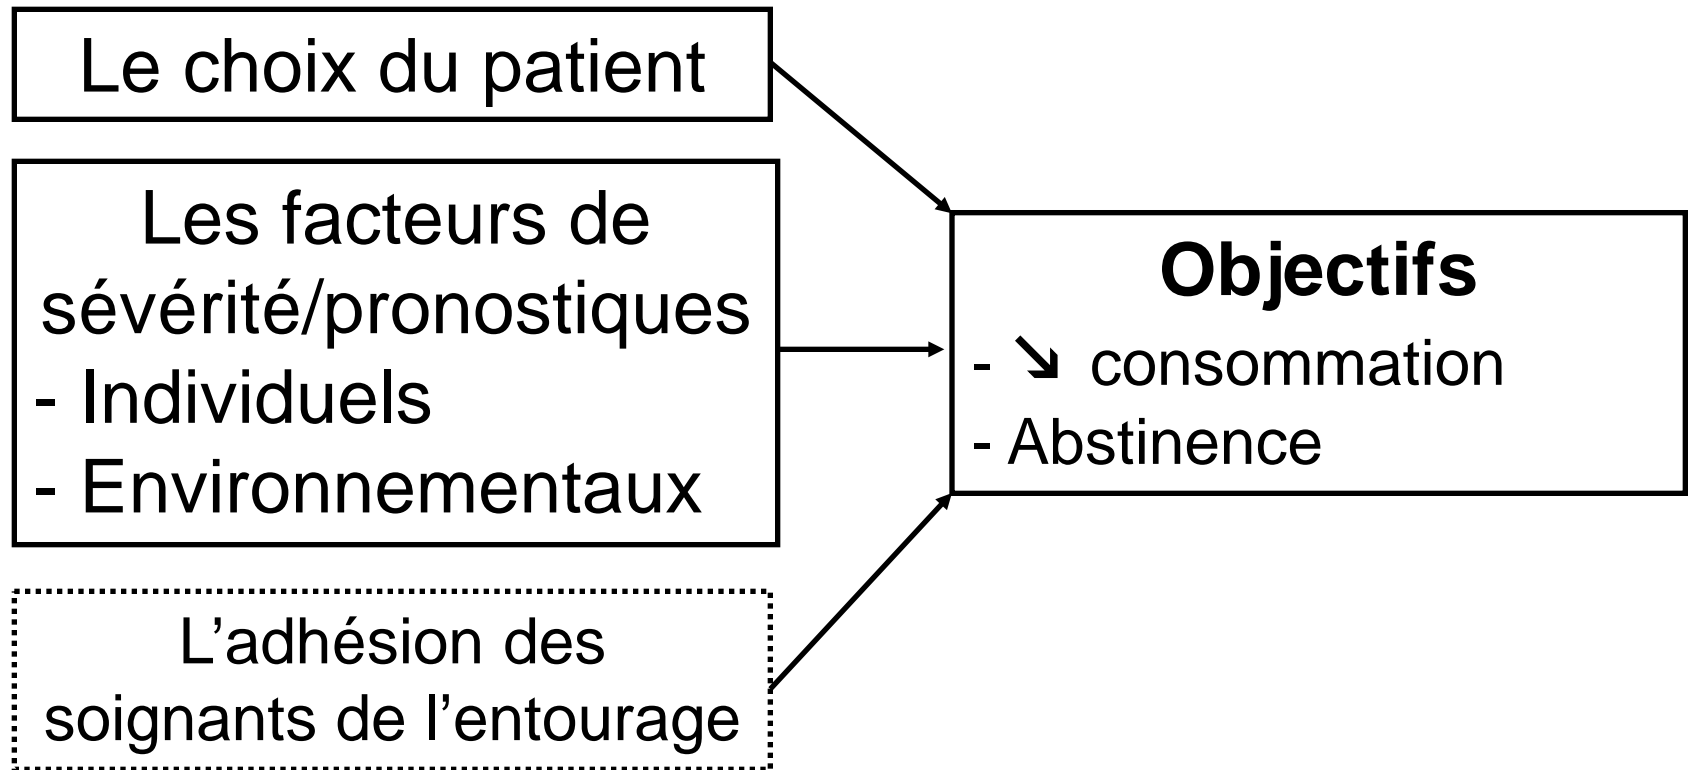 Le choix du patient
Les facteurs de
sévérité/pronostiques
- Individuels
- Environnementaux
L’adhésion des
soignants de l’entourage
Objectifs
- ➘ consommation
- Abstinence